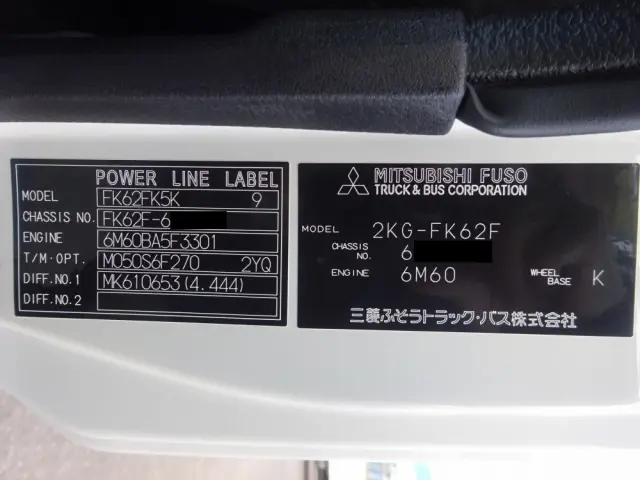 POWER LINE LABEL
MODEL FK62FK5K 9
CHASSIS NO. FK62F-6
ENGINE 6M60BA5F3301
T/M·OPT. M050S6F270 2YQ
DIFF.NO.1 MK610653(4.444)
DIFF.NO.2
MITSUBISHI FUSO
TRUCK & BUS CORPORATION
MODEL 2KG-FK62F
CHASSIS NO. 6
ENGINE 6M60 WHEEL BASE K
三菱ふそうトラック・バス株式会社